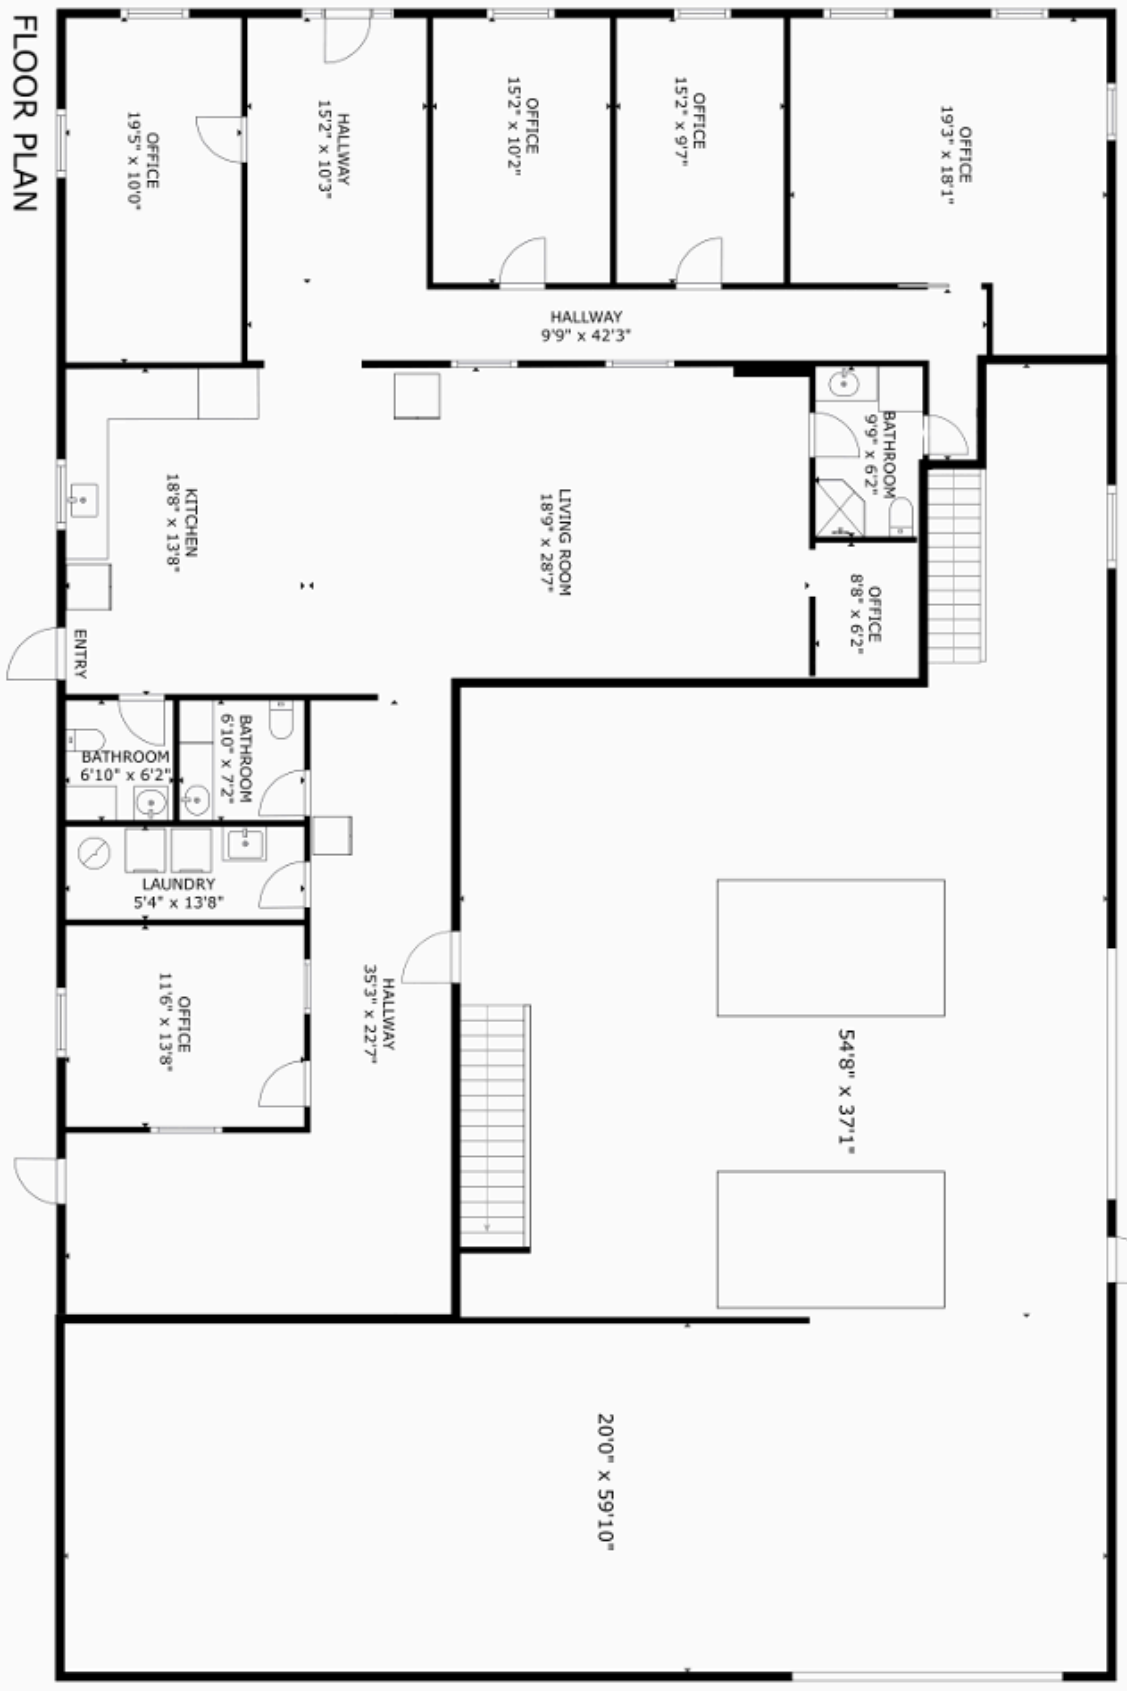 FLOOR PLAN
OFFICE
19'5" x 10'0"
HALLWAY
15'2" x 10'3"
OFFICE
15'2" x 10'2"
OFFICE
15'2" x 9'7"
OFFICE
19'3" x 18'1"
HALLWAY
9'9" x 42'3"
KITCHEN
18'8" x 13'8"
LIVING ROOM
18'9" x 28'7"
BATHROOM
9'9" x 6'2"
OFFICE
8'8" x 6'2"
ENTRY
BATHROOM
6'10" x 6'2"
BATHROOM
6'10" x 7'2"
LAUNDRY
5'4" x 13'8"
OFFICE
11'6" x 13'8"
HALLWAY
35'3" x 22'7"
54'8" x 37'1"
20'0" x 59'10"